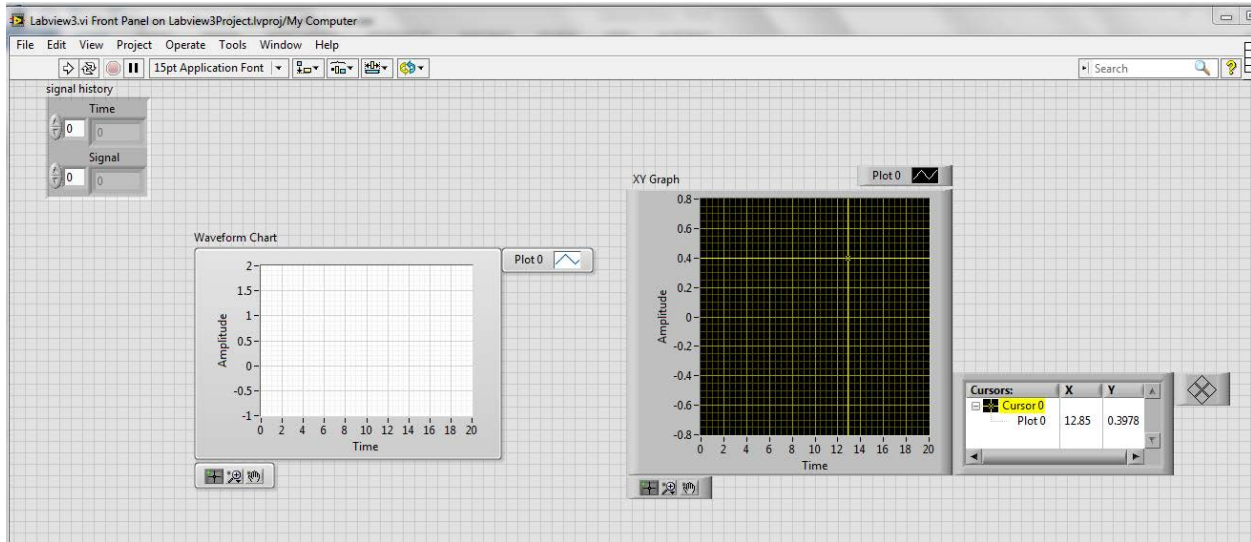 Labview3.vi Front Panel on Labview3Project.lvproj/My Computer
File Edit View Project Operate Tools Window Help
15pt Application Font
Search
signal history
Time
0 0
Signal
0 0
Waveform Chart
Plot 0
Amplitude
2
1.5
1
0.5
0
-0.5
-1
0 2 4 6 8 10 12 14 16 18 20
Time
XY Graph
Plot 0
Amplitude
0.8
0.6
0.4
0.2
0
-0.2
-0.4
-0.6
-0.8
0 2 4 6 8 10 12 14 16 18 20
Time
Cursors: X Y
Cursor 0
Plot 0 12.85 0.3978